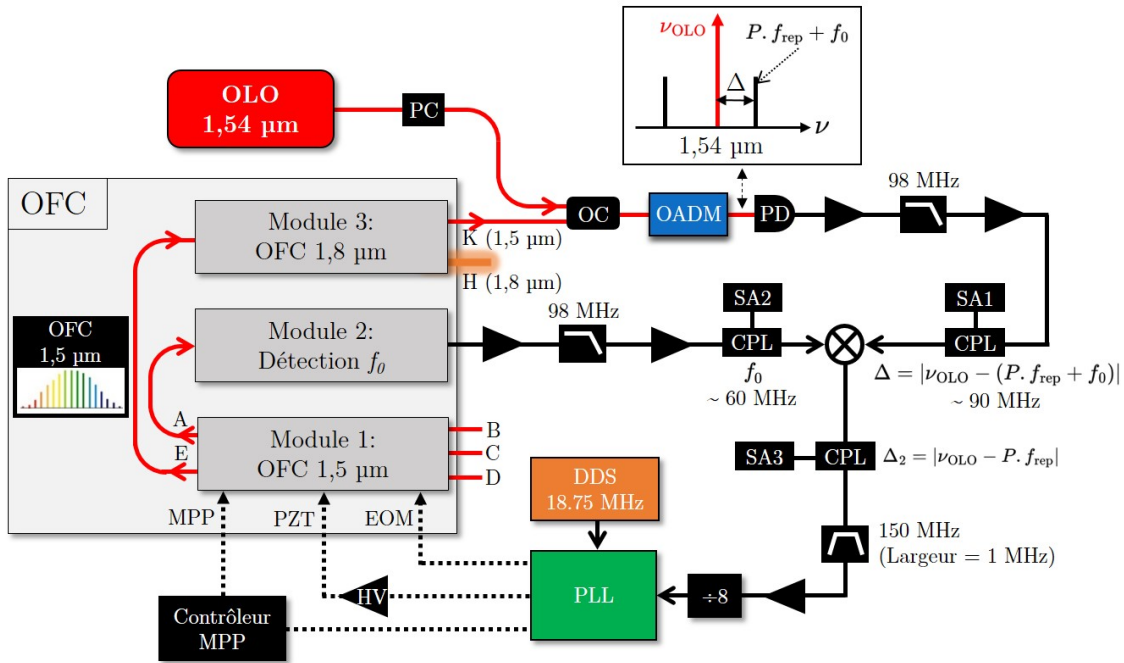 ν_OLO
P. f_rep + f_0
Δ
ν
1,54 µm
OLO
1,54 µm
PC
OFC
Module 3:
OFC 1,8 µm
K (1,5 µm)
H (1,8 µm)
OC
OADM
PD
98 MHz
OFC
1,5 µm
Module 2:
Détection f_0
98 MHz
SA2
CPL
f_0
~ 60 MHz
SA1
CPL
Δ = |ν_OLO − (P. f_rep + f_0)|
~ 90 MHz
A
E
Module 1:
OFC 1,5 µm
B
C
D
SA3
CPL
Δ_2 = |ν_OLO − P. f_rep|
MPP
PZT
EOM
DDS
18.75 MHz
150 MHz
(Largeur = 1 MHz)
HV
PLL
÷8
Contrôleur
MPP